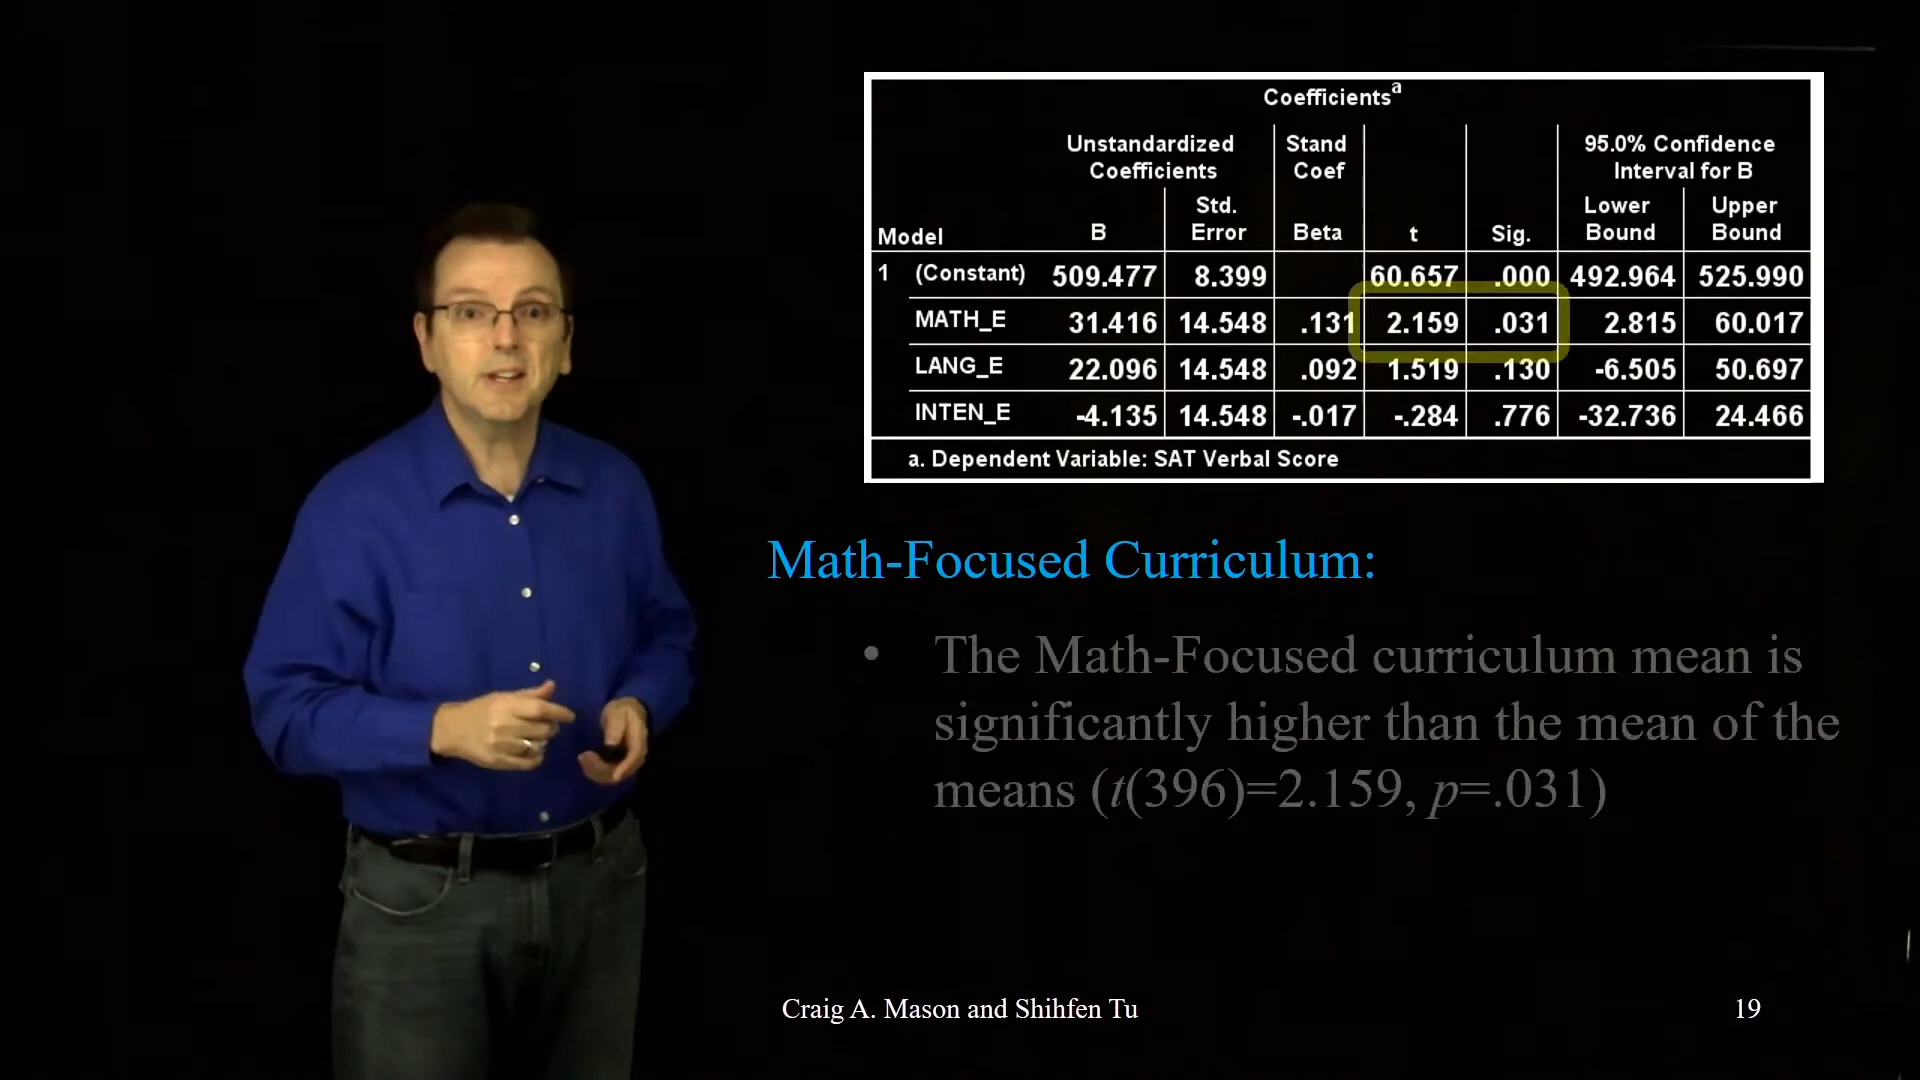 Coefficients^a
Unstandardized Coefficients Stand Coef 95.0% Confidence Interval for B
Model B Std. Error Beta t Sig. Lower Bound Upper Bound
1 (Constant) 509.477 8.399 60.657 .000 492.964 525.990
MATH_E 31.416 14.548 .131 2.159 .031 2.815 60.017
LANG_E 22.096 14.548 .092 1.519 .130 -6.505 50.697
INTEN_E -4.135 14.548 -.017 -.284 .776 -32.736 24.466
a. Dependent Variable: SAT Verbal Score
Math-Focused Curriculum:
• The Math-Focused curriculum mean is
significantly higher than the mean of the
means (t(396)=2.159, p=.031)
Craig A. Mason and Shihfen Tu
19